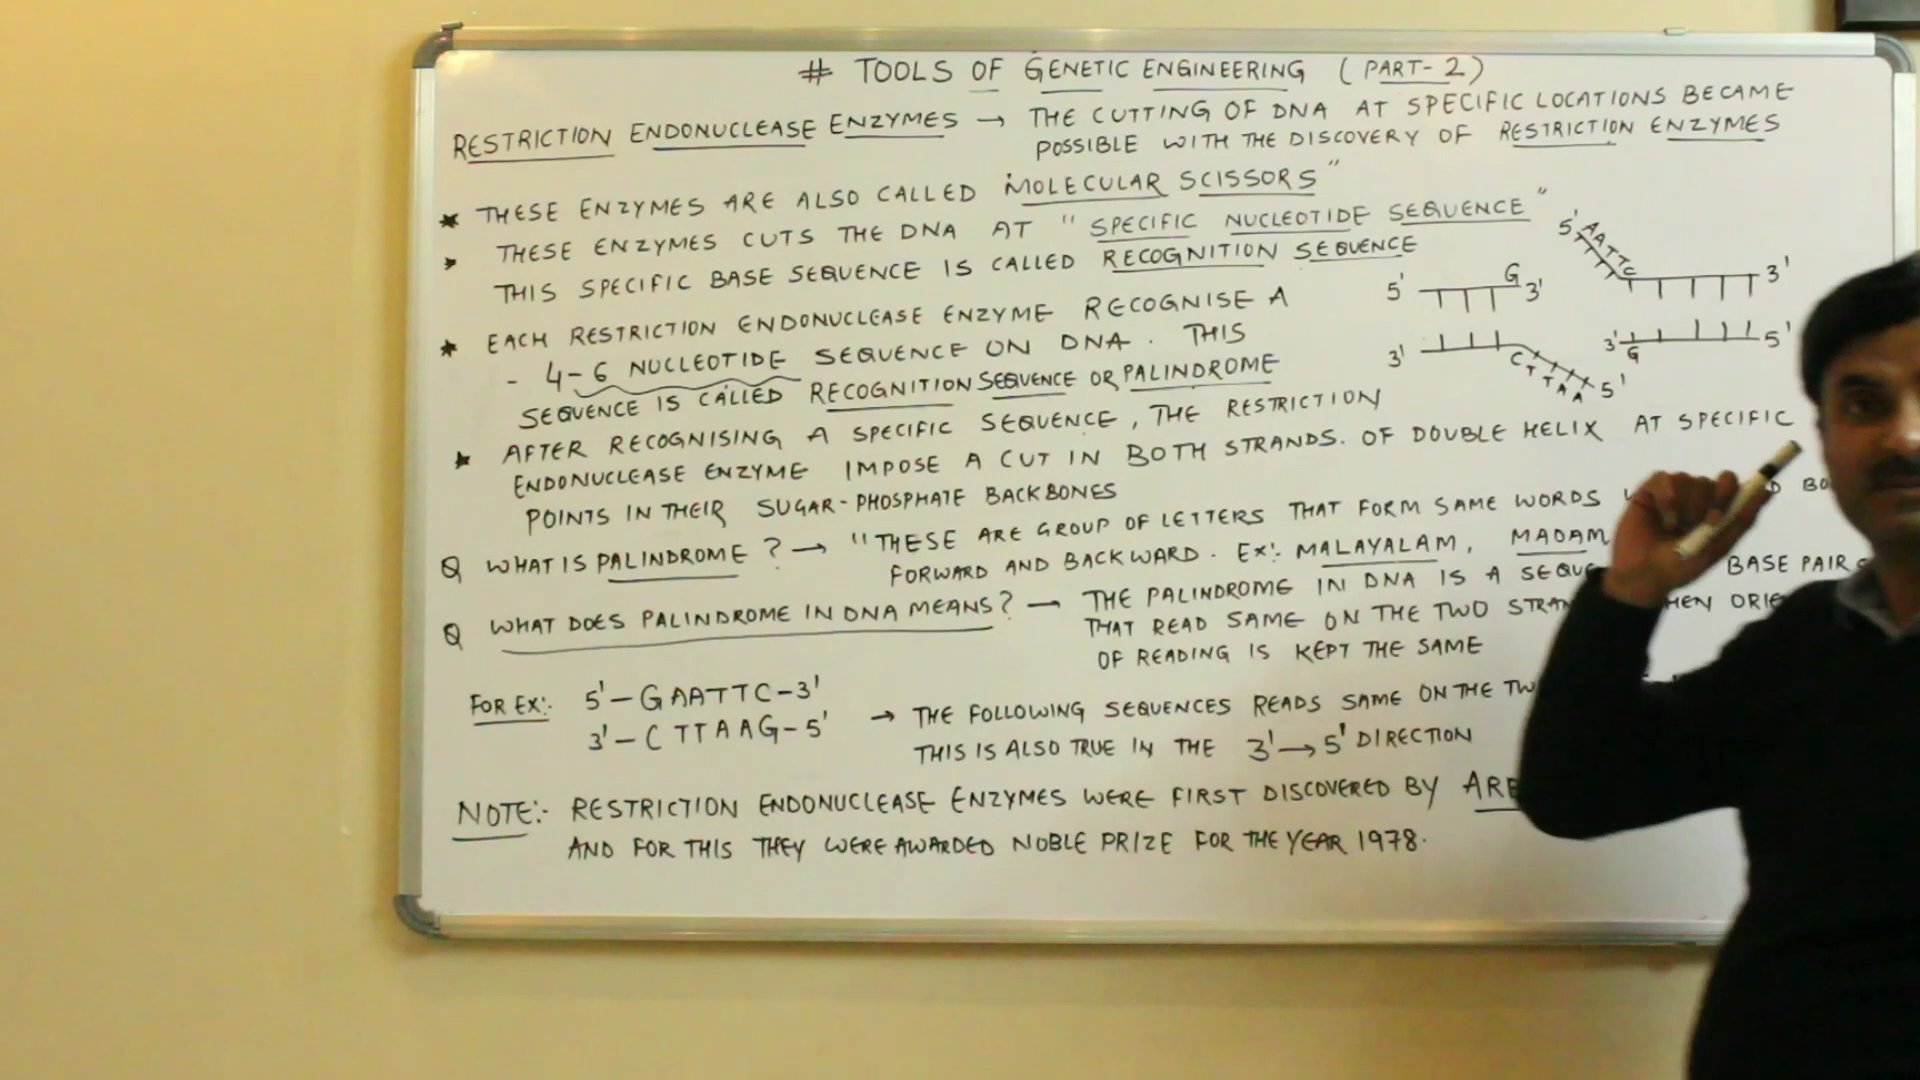 # TOOLS OF GENETIC ENGINEERING (PART-2)
RESTRICTION ENDONUCLEASE ENZYMES → THE CUTTING OF DNA AT SPECIFIC LOCATIONS BECAME
POSSIBLE WITH THE DISCOVERY OF RESTRICTION ENZYMES
★ THESE ENZYMES ARE ALSO CALLED MOLECULAR SCISSORS"
THESE ENZYMES CUTS THE DNA AT "SPECIFIC NUCLEOTIDE SEQUENCE"
THIS SPECIFIC BASE SEQUENCE IS CALLED RECOGNITION SEQUENCE
★ EACH RESTRICTION ENDONUCLEASE ENZYME RECOGNISE A
- 4-6 NUCLEOTIDE SEQUENCE ON DNA. THIS
SEQUENCE IS CALLED RECOGNITION SEQUENCE OR PALINDROME
5' AATTC 3'
5' G 3'
3' G 5'
3' CTTAA 5'
★ AFTER RECOGNISING A SPECIFIC SEQUENCE, THE RESTRICTION
ENDONUCLEASE ENZYME IMPOSE A CUT IN BOTH STRANDS. OF DOUBLE HELIX AT SPECIFIC
POINTS IN THEIR SUGAR-PHOSPHATE BACKBONES
Q WHAT IS PALINDROME? → "THESE ARE GROUP OF LETTERS THAT FORM SAME WORDS
FORWARD AND BACKWARD. EX:- MALAYALAM, MADAM
Q WHAT DOES PALINDROME IN DNA MEANS? → THE PALINDROME IN DNA IS A BASE PAIRS
THAT READ SAME ON THE TWO
OF READING IS KEPT THE SAME
FOR EX:- 5'-GAATTC-3'
3'-CTTAAG-5'
→ THE FOLLOWING SEQUENCES READS SAME ON THE
THIS IS ALSO TRUE IN THE 3'→5' DIRECTION
NOTE:- RESTRICTION ENDONUCLEASE ENZYMES WERE FIRST DISCOVERED BY
AND FOR THIS THEY WERE AWARDED NOBLE PRIZE FOR THE YEAR 1978.